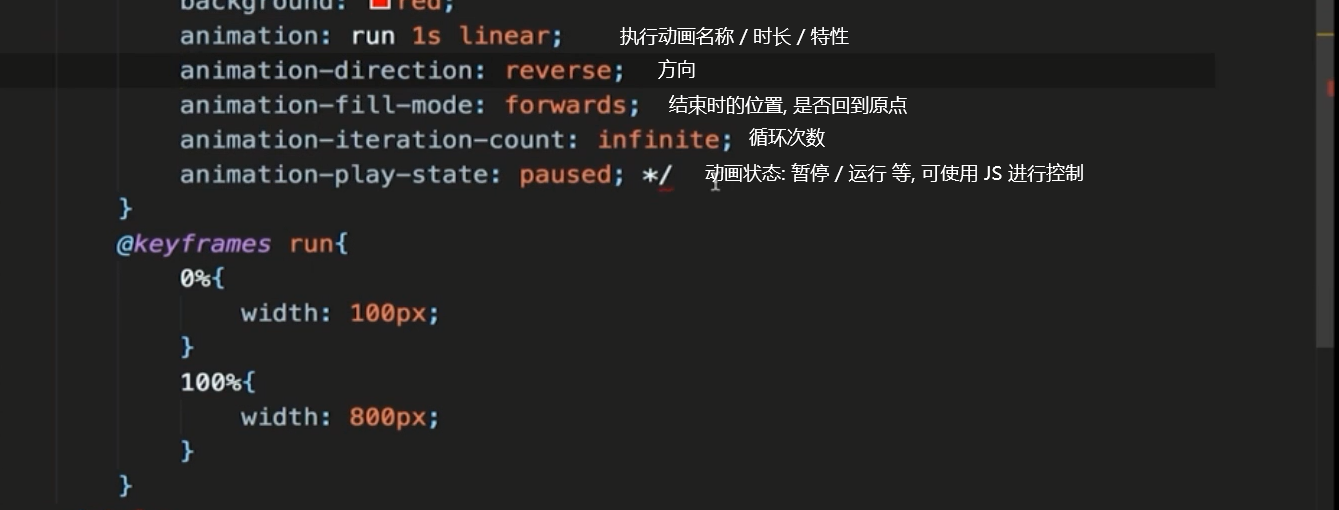 background: red;
animation: run 1s linear; 执行动画名称 / 时长 / 特性
animation-direction: reverse; 方向
animation-fill-mode: forwards; 结束时的位置, 是否回到原点
animation-iteration-count: infinite; 循环次数
animation-play-state: paused; */ 动画状态: 暂停 / 运行 等, 可使用 JS 进行控制
}
@keyframes run{
0%{
width: 100px;
}
100%{
width: 800px;
}
}